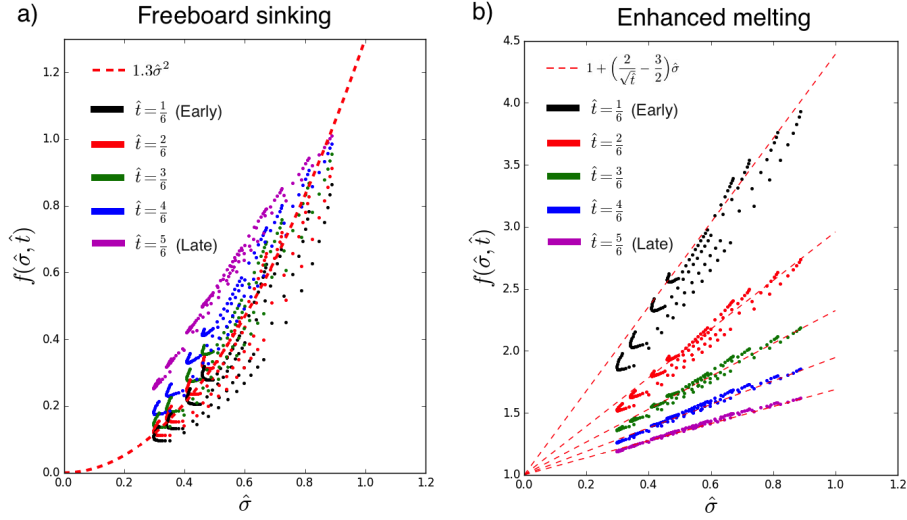 a) Freeboard sinking
1.3σ̂²
t̂ = 1/6 (Early)
t̂ = 2/6
t̂ = 3/6
t̂ = 4/6
t̂ = 5/6 (Late)
f(σ̂, t̂)
1.2
1.0
0.8
0.6
0.4
0.2
0.0
0.0 0.2 0.4 0.6 0.8 1.0 1.2
σ̂
b) Enhanced melting
1 + (2/√t̂ − 3/2)σ̂
t̂ = 1/6 (Early)
t̂ = 2/6
t̂ = 3/6
t̂ = 4/6
t̂ = 5/6 (Late)
f(σ̂, t̂)
4.5
4.0
3.5
3.0
2.5
2.0
1.5
1.0
0.0 0.2 0.4 0.6 0.8 1.0 1.2
σ̂